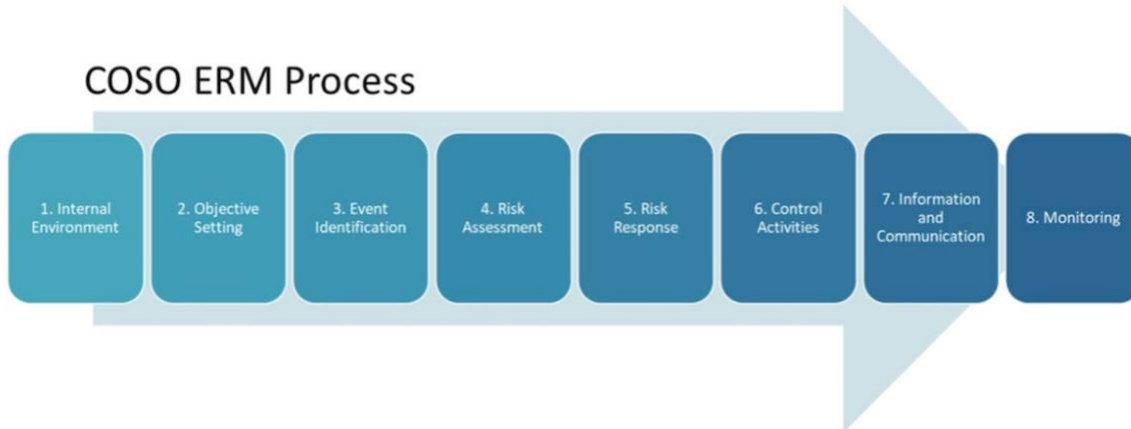 COSO ERM Process
1. Internal
Environment
2. Objective
Setting
3. Event
Identification
4. Risk
Assessment
5. Risk
Response
6. Control
Activities
7. Information
and
Communication
8. Monitoring